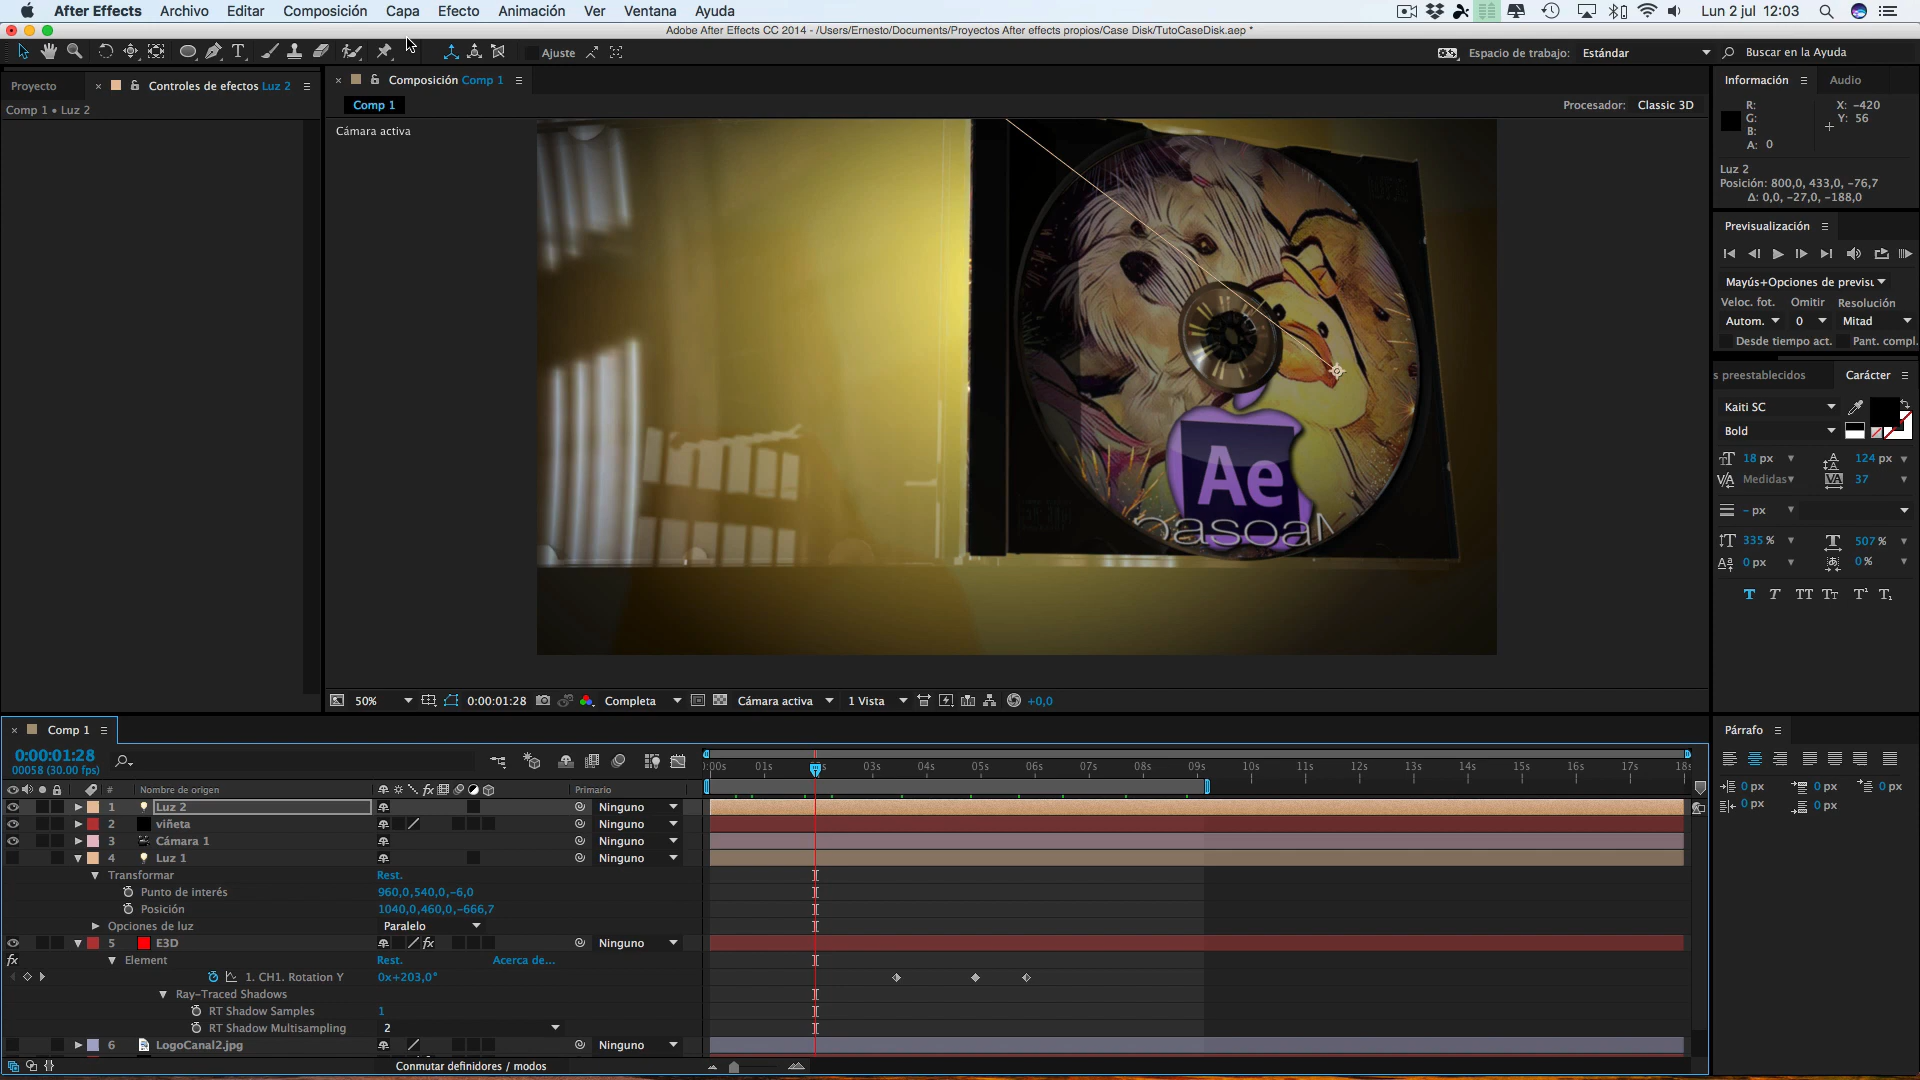 After Effects Archivo Editar Composición Capa Efecto Animación Ver Ventana Ayuda Lun 2 jul 12:03
Adobe After Effects CC 2014 - /Users/Ernesto/Documents/Proyectos After effects propios/Case Disk/TutoCaseDisk.aep *
Ajuste Espacio de trabajo: Estándar Buscar en la Ayuda
Proyecto Controles de efectos Luz 2 Composición Comp 1 Información Audio
Comp 1 • Luz 2
Comp 1 Procesador: Classic 3D
Cámara activa
R: X: -420
G: Y: 56
B:
A: 0
Luz 2
Posición: 800,0, 433,0, -76,7
Δ: 0,0, -27,0, -188,0
Previsualización
Mayús+Opciones de previsu
Veloc. fot. Omitir Resolución
Autom. 0 Mitad
Desde tiempo act. Pant. compl.
s preestablecidos Carácter
Kaiti SC
Bold
18 px 124 px
Medidas 37
- px
335 % 507 %
0 px 0 %
T T TT Tt T¹ T₁
Ae
50% 0:00:01:28 Completa Cámara activa 1 Vista +0,0
Comp 1
0:00:01:28
00058 (30.00 fps)
:00s 01s 03s 04s 05s 06s 07s 08s 09s 10s 11s 12s 13s 14s 15s 16s 17s 18s
# Nombre de origen fx Primario
1 Luz 2 Ninguno
2 viñeta Ninguno
3 Cámara 1 Ninguno
4 Luz 1 Ninguno
Transformar Rest.
Punto de interés 960,0,540,0,-6,0
Posición 1040,0,460,0,-666,7
Opciones de luz Paralelo
5 E3D fx Ninguno
fx Element Rest. Acerca de...
1. CH1. Rotation Y 0x+203,0°
Ray-Traced Shadows
RT Shadow Samples 1
RT Shadow Multisampling 2
6 LogoCanal2.jpg Ninguno
Conmutar definidores / modos
Párrafo
0 px 0 px 0 px
0 px 0 px